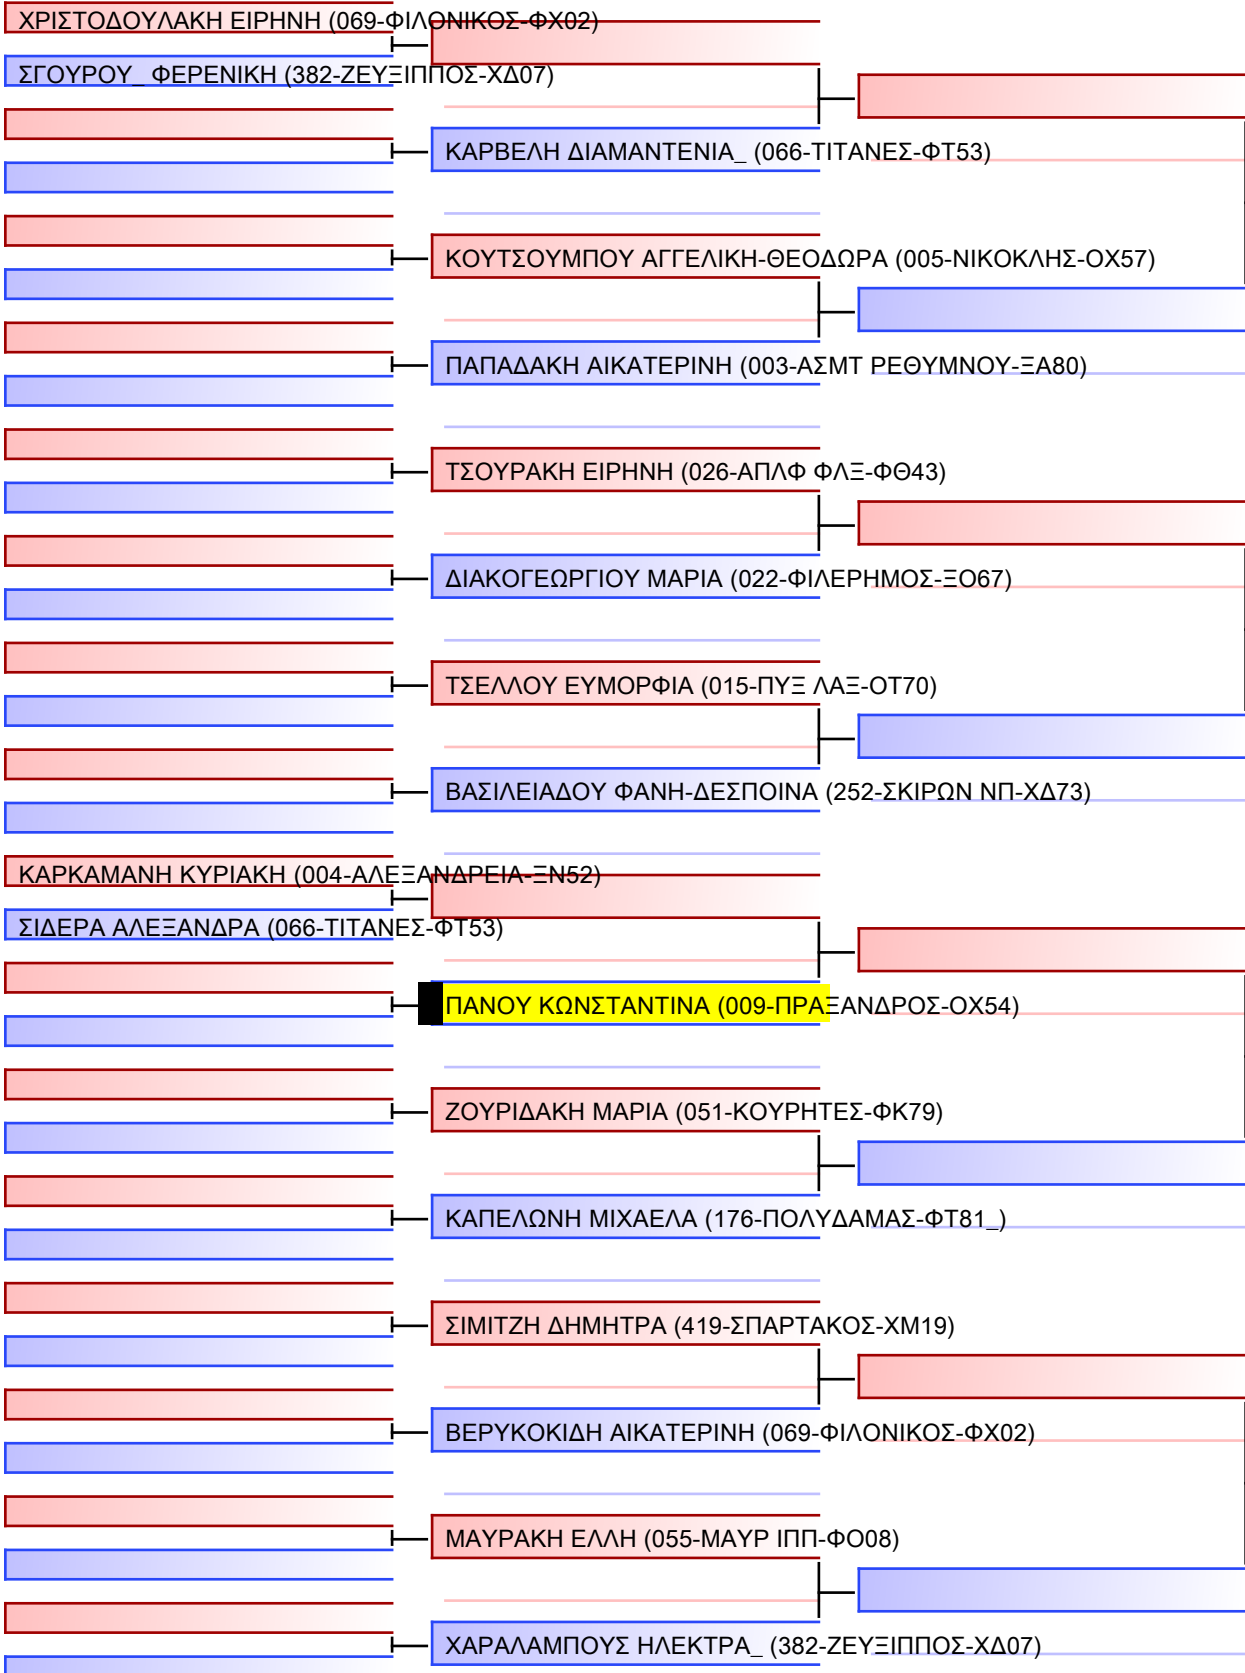 ΧΡΙΣΤΟΔΟΥΛΑΚΗ ΕΙΡΗΝΗ (069-ΦΙΛΟΝΙΚΟΣ-ΦΧ02)
ΣΓΟΥΡΟΥ_ ΦΕΡΕΝΙΚΗ (382-ΖΕΥΞΙΠΠΟΣ-ΧΔ07)
ΚΑΡΒΕΛΗ ΔΙΑΜΑΝΤΕΝΙΑ_ (066-ΤΙΤΑΝΕΣ-ΦΤ53)
ΚΟΥΤΣΟΥΜΠΟΥ ΑΓΓΕΛΙΚΗ-ΘΕΟΔΩΡΑ (005-ΝΙΚΟΚΛΗΣ-ΟΧ57)
ΠΑΠΑΔΑΚΗ ΑΙΚΑΤΕΡΙΝΗ (003-ΑΣΜΤ ΡΕΘΥΜΝΟΥ-ΞΑ80)
ΤΣΟΥΡΑΚΗ ΕΙΡΗΝΗ (026-ΑΠΛΦ ΦΛΞ-ΦΘ43)
ΔΙΑΚΟΓΕΩΡΓΙΟΥ ΜΑΡΙΑ (022-ΦΙΛΕΡΗΜΟΣ-ΞΟ67)
ΤΣΕΛΛΟΥ ΕΥΜΟΡΦΙΑ (015-ΠΥΞ ΛΑΞ-ΟΤ70)
ΒΑΣΙΛΕΙΑΔΟΥ ΦΑΝΗ-ΔΕΣΠΟΙΝΑ (252-ΣΚΙΡΩΝ ΝΠ-ΧΔ73)
ΚΑΡΚΑΜΑΝΗ ΚΥΡΙΑΚΗ (004-ΑΛΕΞΑΝΔΡΕΙΑ-ΞΝ52)
ΣΙΔΕΡΑ ΑΛΕΞΑΝΔΡΑ (066-ΤΙΤΑΝΕΣ-ΦΤ53)
ΠΑΝΟΥ ΚΩΝΣΤΑΝΤΙΝΑ (009-ΠΡΑΞΑΝΔΡΟΣ-ΟΧ54)
ΖΟΥΡΙΔΑΚΗ ΜΑΡΙΑ (051-ΚΟΥΡΗΤΕΣ-ΦΚ79)
ΚΑΠΕΛΩΝΗ ΜΙΧΑΕΛΑ (176-ΠΟΛΥΔΑΜΑΣ-ΦΤ81_)
ΣΙΜΙΤΖΗ ΔΗΜΗΤΡΑ (419-ΣΠΑΡΤΑΚΟΣ-ΧΜ19)
ΒΕΡΥΚΟΚΙΔΗ ΑΙΚΑΤΕΡΙΝΗ (069-ΦΙΛΟΝΙΚΟΣ-ΦΧ02)
ΜΑΥΡΑΚΗ ΕΛΛΗ (055-ΜΑΥΡ ΙΠΠ-ΦΟ08)
ΧΑΡΑΛΑΜΠΟΥΣ ΗΛΕΚΤΡΑ_ (382-ΖΕΥΞΙΠΠΟΣ-ΧΔ07)